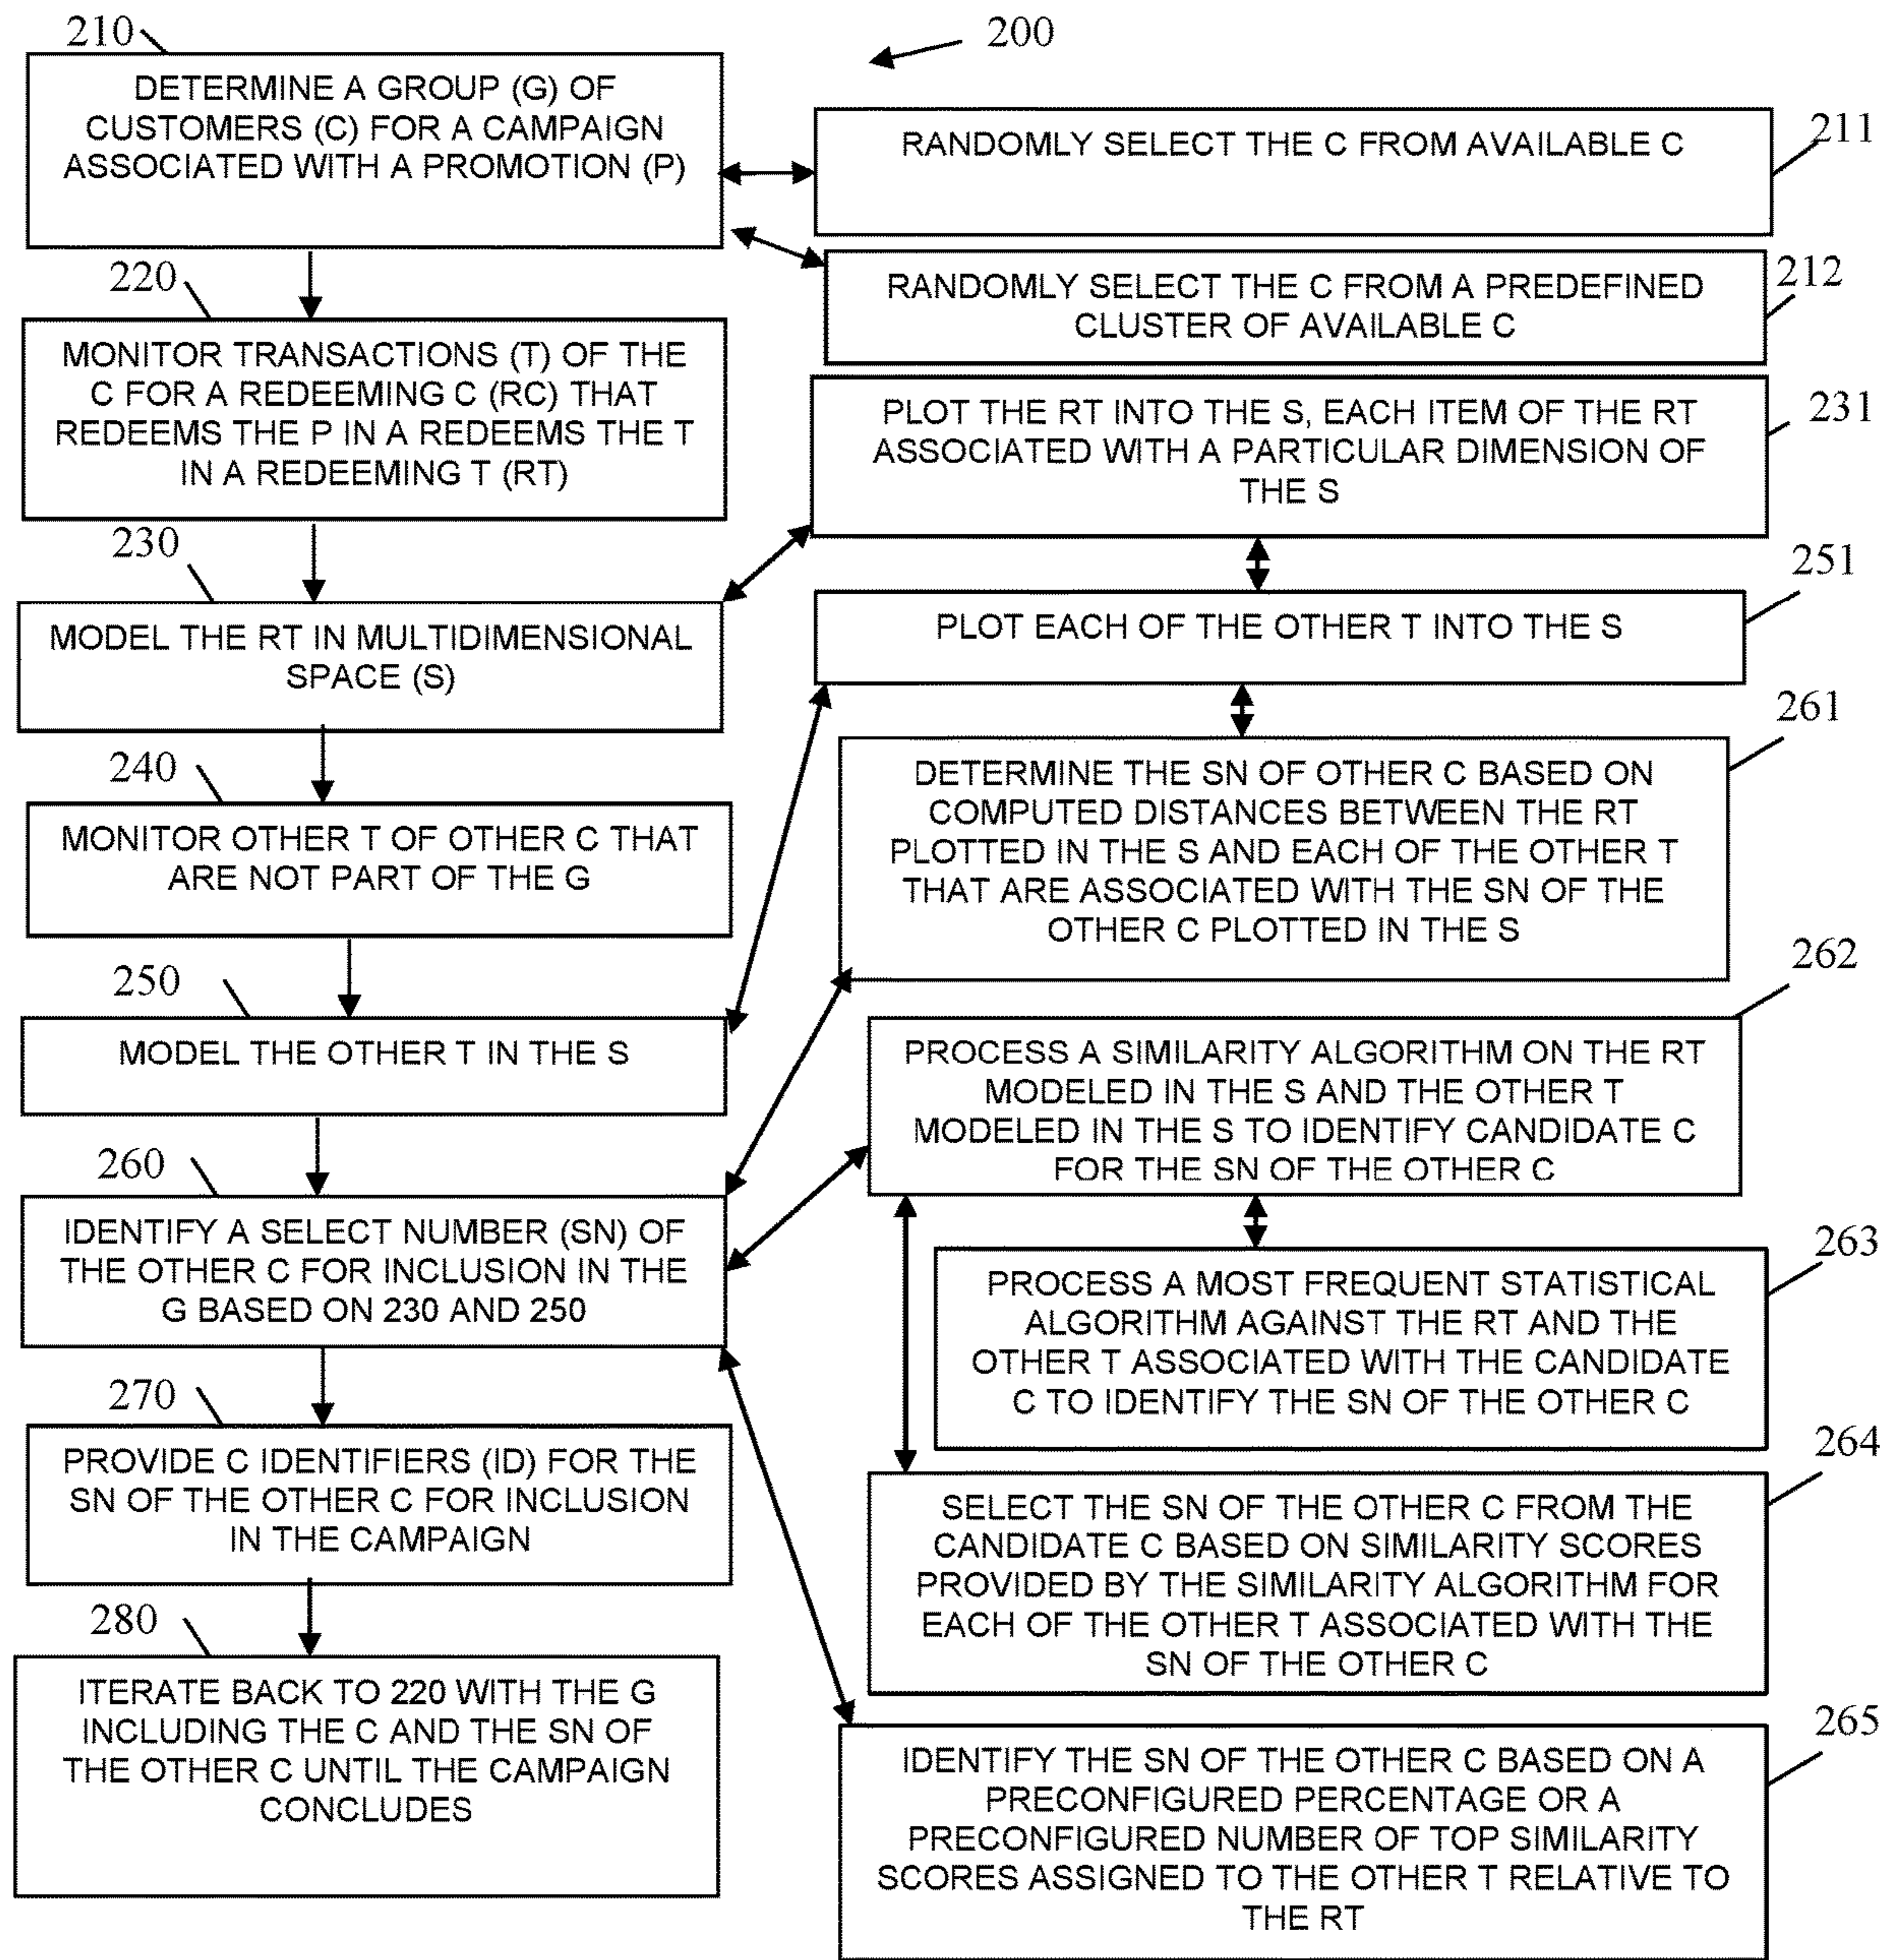 210
200
DETERMINE A GROUP (G) OF
CUSTOMERS (C) FOR A CAMPAIGN
ASSOCIATED WITH A PROMOTION (P)
RANDOMLY SELECT THE C FROM AVAILABLE C
211
220
RANDOMLY SELECT THE C FROM A PREDEFINED
CLUSTER OF AVAILABLE C
212
MONITOR TRANSACTIONS (T) OF THE
C FOR A REDEEMING C (RC) THAT
REDEEMS THE P IN A REDEEMS THE T
IN A REDEEMING T (RT)
PLOT THE RT INTO THE S, EACH ITEM OF THE RT
ASSOCIATED WITH A PARTICULAR DIMENSION OF
THE S
231
230
MODEL THE RT IN MULTIDIMENSIONAL
SPACE (S)
251
PLOT EACH OF THE OTHER T INTO THE S
240
MONITOR OTHER T OF OTHER C THAT
ARE NOT PART OF THE G
261
DETERMINE THE SN OF OTHER C BASED ON
COMPUTED DISTANCES BETWEEN THE RT
PLOTTED IN THE S AND EACH OF THE OTHER T
THAT ARE ASSOCIATED WITH THE SN OF THE
OTHER C PLOTTED IN THE S
250
MODEL THE OTHER T IN THE S
262
PROCESS A SIMILARITY ALGORITHM ON THE RT
MODELED IN THE S AND THE OTHER T
MODELED IN THE S TO IDENTIFY CANDIDATE C
FOR THE SN OF THE OTHER C
260
IDENTIFY A SELECT NUMBER (SN) OF
THE OTHER C FOR INCLUSION IN THE
G BASED ON 230 AND 250
263
PROCESS A MOST FREQUENT STATISTICAL
ALGORITHM AGAINST THE RT AND THE
OTHER T ASSOCIATED WITH THE CANDIDATE
C TO IDENTIFY THE SN OF THE OTHER C
270
PROVIDE C IDENTIFIERS (ID) FOR THE
SN OF THE OTHER C FOR INCLUSION
IN THE CAMPAIGN
264
SELECT THE SN OF THE OTHER C FROM THE
CANDIDATE C BASED ON SIMILARITY SCORES
PROVIDED BY THE SIMILARITY ALGORITHM FOR
EACH OF THE OTHER T ASSOCIATED WITH THE
SN OF THE OTHER C
280
ITERATE BACK TO 220 WITH THE G
INCLUDING THE C AND THE SN OF
THE OTHER C UNTIL THE CAMPAIGN
CONCLUDES
265
IDENTIFY THE SN OF THE OTHER C BASED ON A
PRECONFIGURED PERCENTAGE OR A
PRECONFIGURED NUMBER OF TOP SIMILARITY
SCORES ASSIGNED TO THE OTHER T RELATIVE TO
THE RT